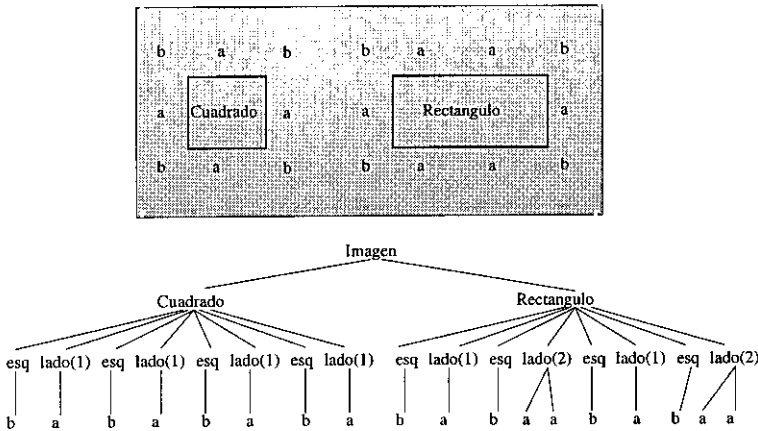 b a b b a a b
a Cuadrado a a Rectangulo a
b a b b a a b
Imagen
Cuadrado Rectangulo
esq lado(1) esq lado(1) esq lado(1) esq lado(1) esq lado(1) esq lado(2) esq lado(1) esq lado(2)
b a b a b a b a b a b a a b a b a a